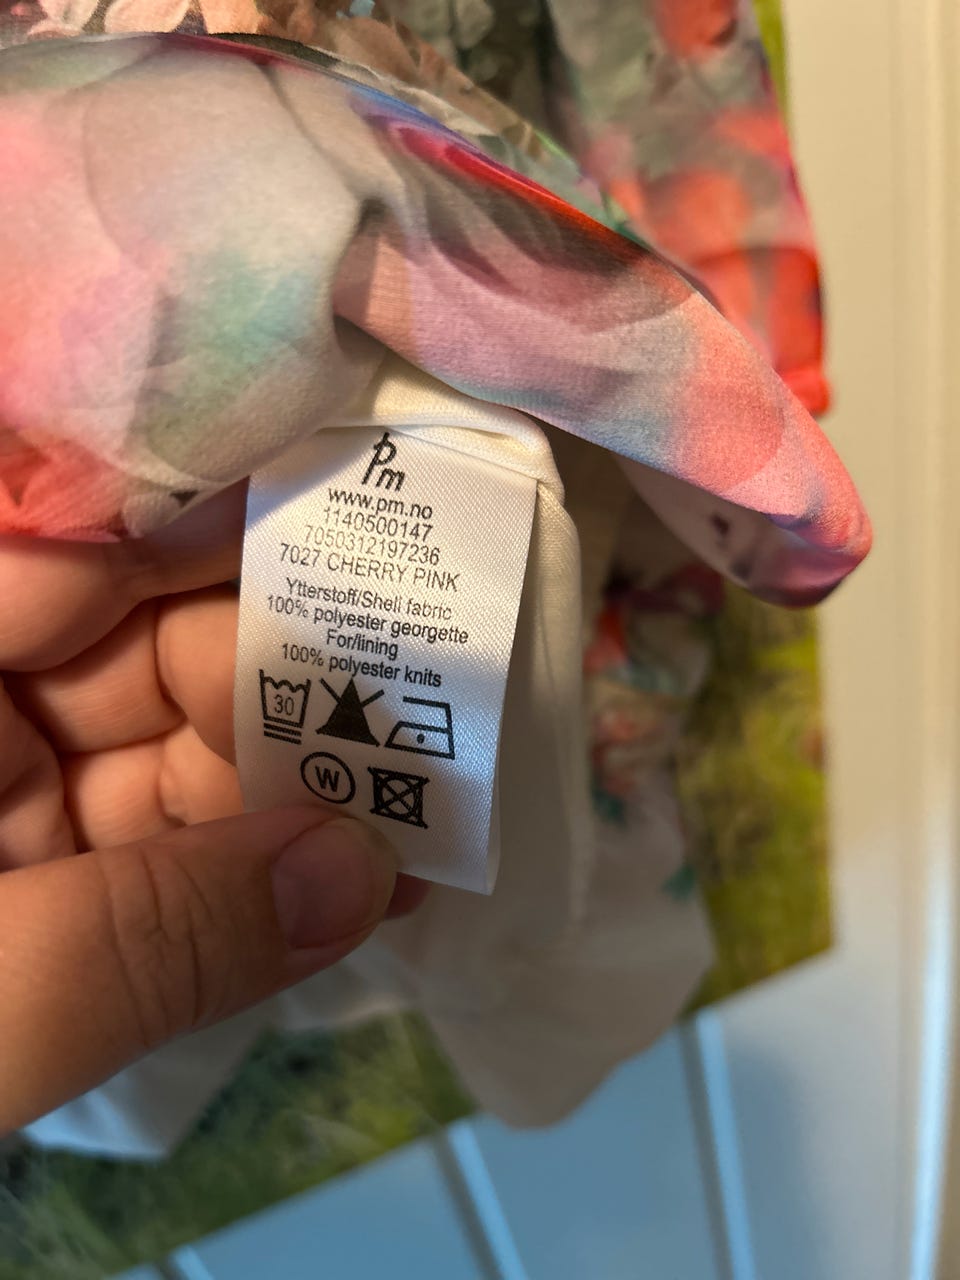 Pm
www.pm.no
1140500147
7050312197236
7027 CHERRY PINK
Ytterstoff/Shell fabric
100% polyester georgette
For/lining
100% polyester knits
30
W